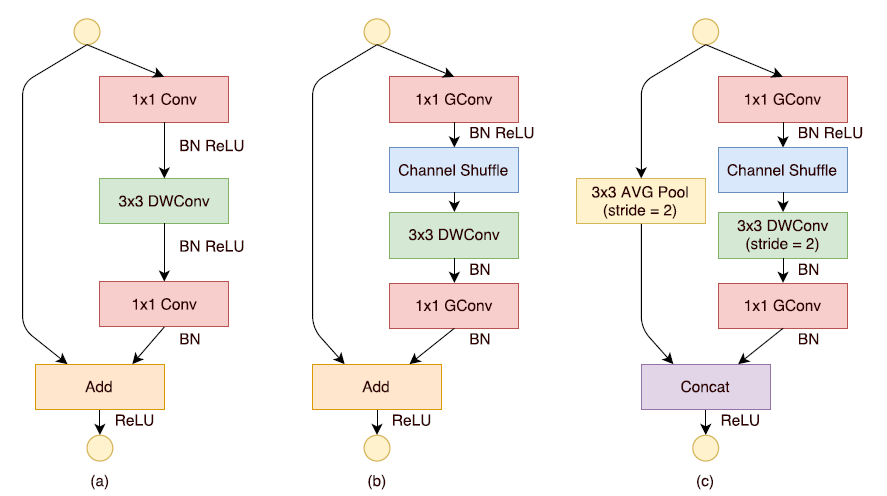 1x1 Conv
BN ReLU
3x3 DWConv
BN ReLU
1x1 Conv
BN
Add
ReLU
(a)
1x1 GConv
BN ReLU
Channel Shuffle
3x3 DWConv
BN
1x1 GConv
BN
Add
ReLU
(b)
3x3 AVG Pool
(stride = 2)
1x1 GConv
BN ReLU
Channel Shuffle
3x3 DWConv
(stride = 2)
BN
1x1 GConv
BN
Concat
ReLU
(c)